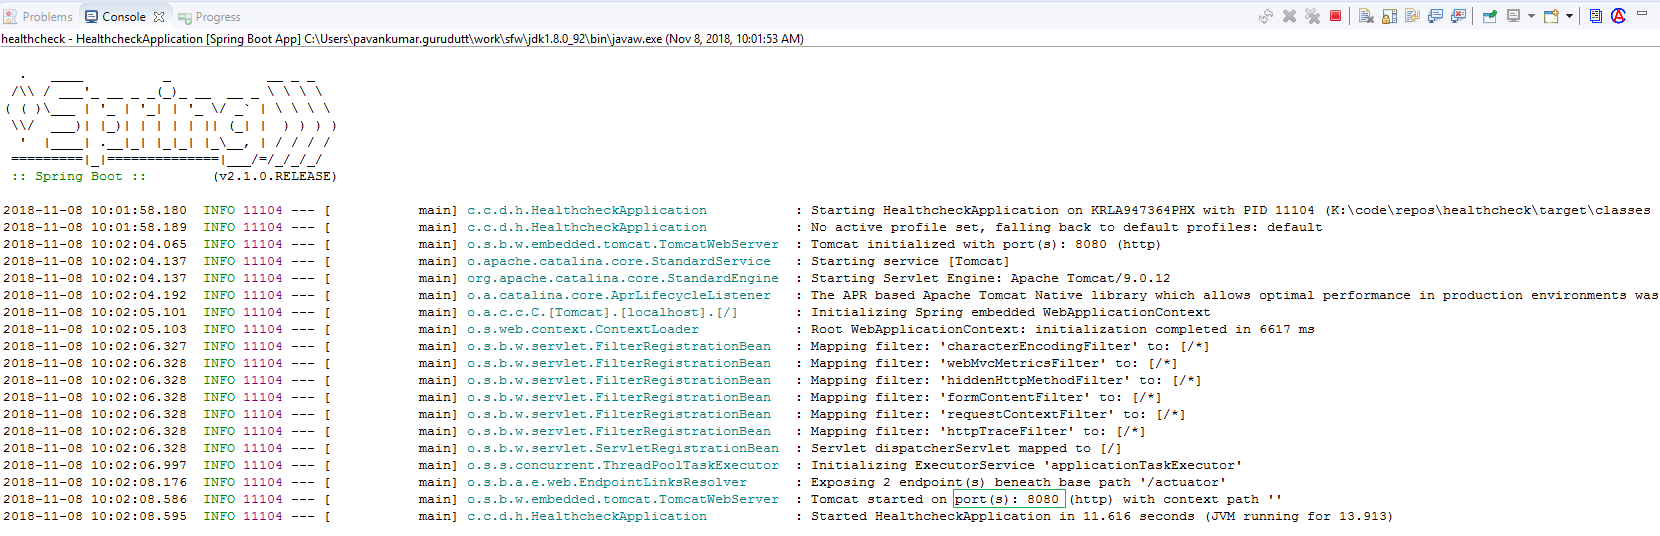 Problems Console Progress
healthcheck - HealthcheckApplication [Spring Boot App] C:\Users\pavankumar.gurudutt\work\sfw\jdk1.8.0_92\bin\javaw.exe (Nov 8, 2018, 10:01:53 AM)
  .   ____          _            __ _ _
 /\\ / ___'_ __ _ _(_)_ __  __ _ \ \ \ \
( ( )\___ | '_ | '_| | '_ \/ _` | \ \ \ \
 \\/  ___)| |_)| | | | | || (_| |  ) ) ) )
  '  |____| .__|_| |_|_| |_\__, | / / / /
 =========|_|==============|___/=/_/_/_/
 :: Spring Boot ::        (v2.1.0.RELEASE)
2018-11-08 10:01:58.180  INFO 11104 --- [           main] c.c.d.h.HealthcheckApplication           : Starting HealthcheckApplication on KRLA947364PHX with PID 11104 (K:\code\repos\healthcheck\target\classes
2018-11-08 10:01:58.189  INFO 11104 --- [           main] c.c.d.h.HealthcheckApplication           : No active profile set, falling back to default profiles: default
2018-11-08 10:02:04.065  INFO 11104 --- [           main] o.s.b.w.embedded.tomcat.TomcatWebServer  : Tomcat initialized with port(s): 8080 (http)
2018-11-08 10:02:04.137  INFO 11104 --- [           main] o.apache.catalina.core.StandardService   : Starting service [Tomcat]
2018-11-08 10:02:04.137  INFO 11104 --- [           main] org.apache.catalina.core.StandardEngine  : Starting Servlet Engine: Apache Tomcat/9.0.12
2018-11-08 10:02:04.192  INFO 11104 --- [           main] o.a.catalina.core.AprLifecycleListener   : The APR based Apache Tomcat Native library which allows optimal performance in production environments was
2018-11-08 10:02:05.101  INFO 11104 --- [           main] o.a.c.c.C.[Tomcat].[localhost].[/]       : Initializing Spring embedded WebApplicationContext
2018-11-08 10:02:05.103  INFO 11104 --- [           main] o.s.web.context.ContextLoader            : Root WebApplicationContext: initialization completed in 6617 ms
2018-11-08 10:02:06.327  INFO 11104 --- [           main] o.s.b.w.servlet.FilterRegistrationBean   : Mapping filter: 'characterEncodingFilter' to: [/*]
2018-11-08 10:02:06.328  INFO 11104 --- [           main] o.s.b.w.servlet.FilterRegistrationBean   : Mapping filter: 'webMvcMetricsFilter' to: [/*]
2018-11-08 10:02:06.328  INFO 11104 --- [           main] o.s.b.w.servlet.FilterRegistrationBean   : Mapping filter: 'hiddenHttpMethodFilter' to: [/*]
2018-11-08 10:02:06.328  INFO 11104 --- [           main] o.s.b.w.servlet.FilterRegistrationBean   : Mapping filter: 'formContentFilter' to: [/*]
2018-11-08 10:02:06.328  INFO 11104 --- [           main] o.s.b.w.servlet.FilterRegistrationBean   : Mapping filter: 'requestContextFilter' to: [/*]
2018-11-08 10:02:06.328  INFO 11104 --- [           main] o.s.b.w.servlet.FilterRegistrationBean   : Mapping filter: 'httpTraceFilter' to: [/*]
2018-11-08 10:02:06.328  INFO 11104 --- [           main] o.s.b.w.servlet.ServletRegistrationBean  : Servlet dispatcherServlet mapped to [/]
2018-11-08 10:02:06.997  INFO 11104 --- [           main] o.s.s.concurrent.ThreadPoolTaskExecutor  : Initializing ExecutorService 'applicationTaskExecutor'
2018-11-08 10:02:08.176  INFO 11104 --- [           main] o.s.b.a.e.web.EndpointLinksResolver      : Exposing 2 endpoint(s) beneath base path '/actuator'
2018-11-08 10:02:08.586  INFO 11104 --- [           main] o.s.b.w.embedded.tomcat.TomcatWebServer  : Tomcat started on port(s): 8080 (http) with context path ''
2018-11-08 10:02:08.595  INFO 11104 --- [           main] c.c.d.h.HealthcheckApplication           : Started HealthcheckApplication in 11.616 seconds (JVM running for 13.913)